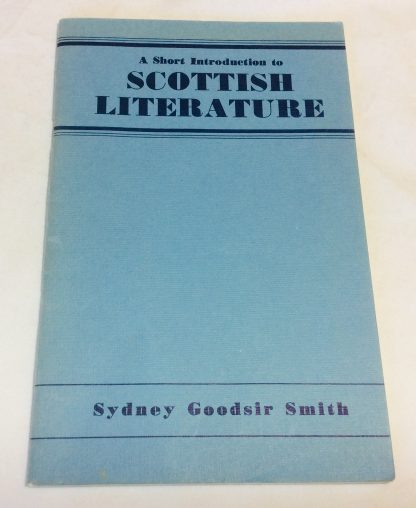 A Short Introduction to
SCOTTISH
LITERATURE
Sydney Goodsir Smith